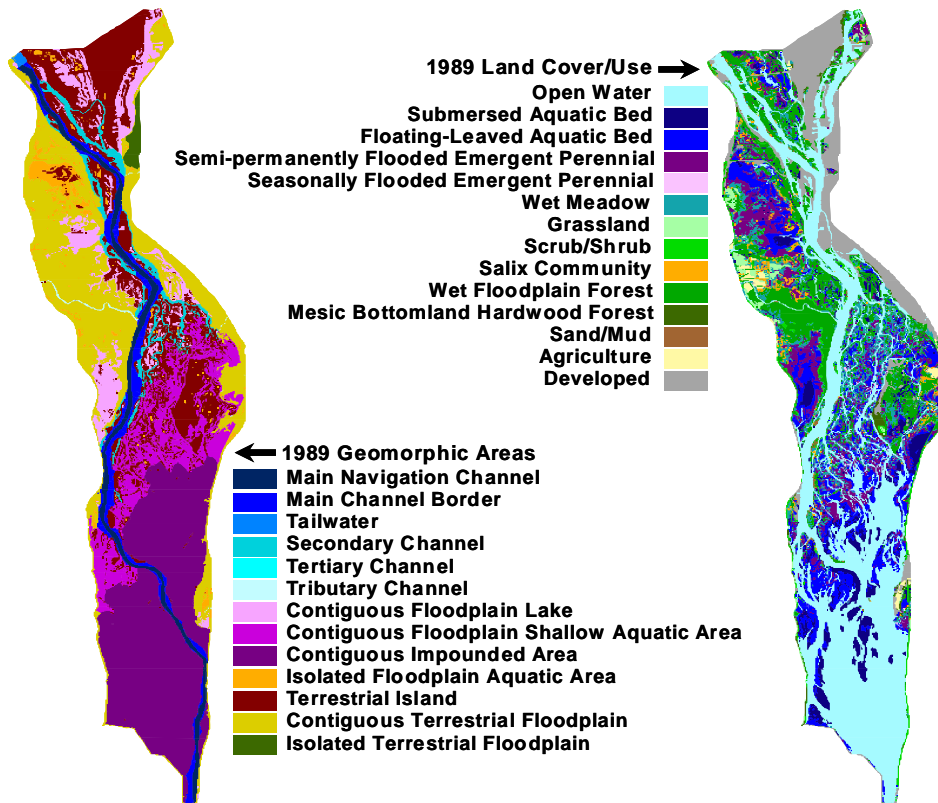 1989 Land Cover/Use
Open Water
Submersed Aquatic Bed
Floating-Leaved Aquatic Bed
Semi-permanently Flooded Emergent Perennial
Seasonally Flooded Emergent Perennial
Wet Meadow
Grassland
Scrub/Shrub
Salix Community
Wet Floodplain Forest
Mesic Bottomland Hardwood Forest
Sand/Mud
Agriculture
Developed
1989 Geomorphic Areas
Main Navigation Channel
Main Channel Border
Tailwater
Secondary Channel
Tertiary Channel
Tributary Channel
Contiguous Floodplain Lake
Contiguous Floodplain Shallow Aquatic Area
Contiguous Impounded Area
Isolated Floodplain Aquatic Area
Terrestrial Island
Contiguous Terrestrial Floodplain
Isolated Terrestrial Floodplain